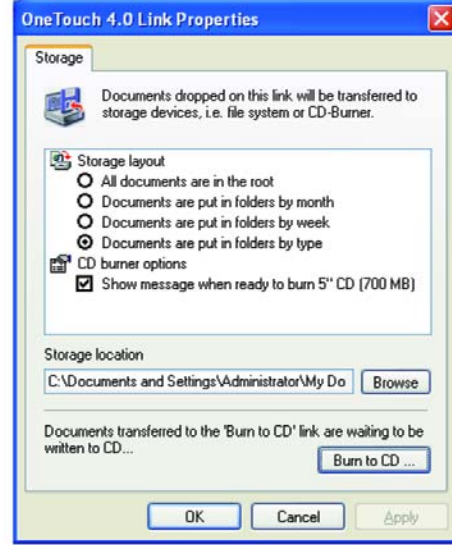 OneTouch 4.0 Link Properties
Storage
Documents dropped on this link will be transferred to
storage devices, i.e. file system or CD-Burner.
Storage layout
All documents are in the root
Documents are put in folders by month
Documents are put in folders by week
Documents are put in folders by type
CD burner options
Show message when ready to burn 5" CD (700 MB)
Storage location
C:\Documents and Settings\Administrator\My Do
Browse
Documents transferred to the 'Burn to CD' link are waiting to be
written to CD...
Burn to CD ...
OK Cancel Apply